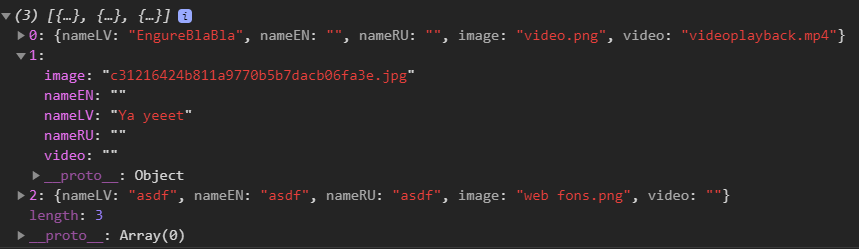 (3) [{…}, {…}, {…}] i
0: {nameLV: "EngureBlaBla", nameEN: "", nameRU: "", image: "video.png", video: "videoplayback.mp4"}
1:
image: "c31216424b811a9770b5b7dacb06fa3e.jpg"
nameEN: ""
nameLV: "Ya yeeet"
nameRU: ""
video: ""
__proto__: Object
2: {nameLV: "asdf", nameEN: "asdf", nameRU: "asdf", image: "web fons.png", video: ""}
length: 3
__proto__: Array(0)